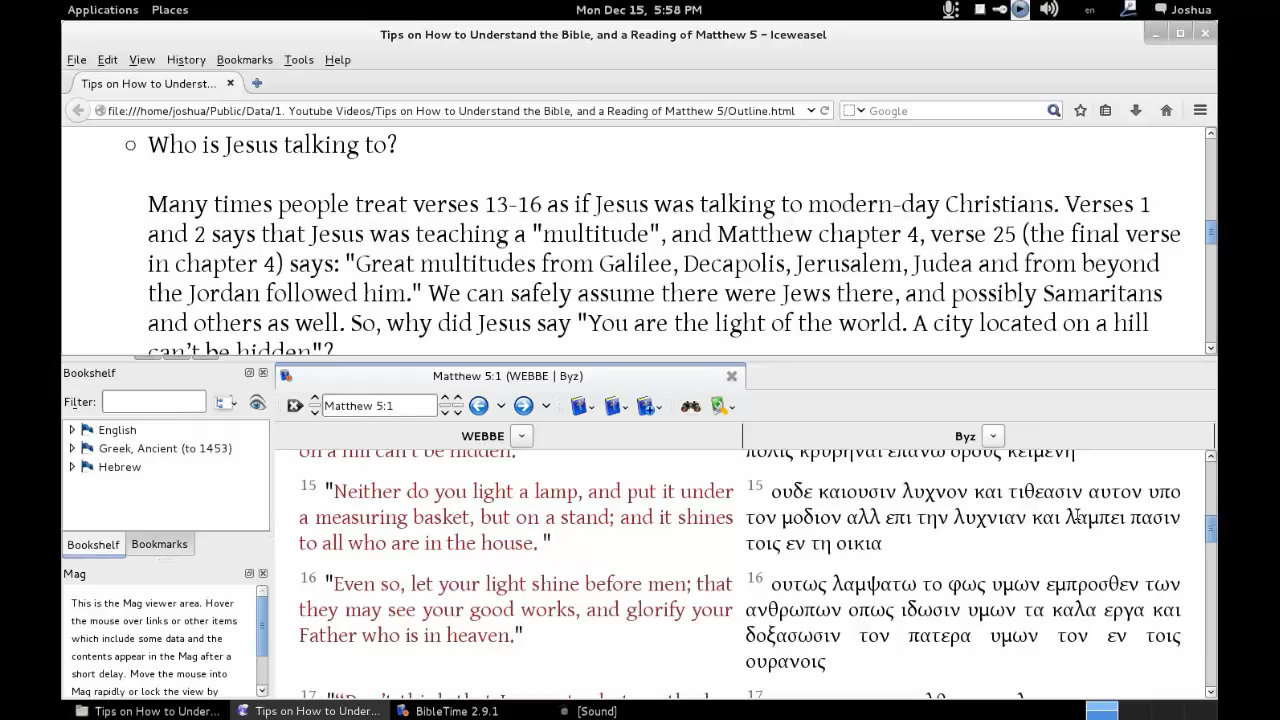 Applications Places Mon Dec 15, 5:58 PM en Joshua
Tips on How to Understand the Bible, and a Reading of Matthew 5 - Iceweasel
File Edit View History Bookmarks Tools Help
Tips on How to Underst...
file:///home/joshua/Public/Data/1. Youtube Videos/Tips on How to Understand the Bible, and a Reading of Matthew 5/Outline.html Google
Who is Jesus talking to?
Many times people treat verses 13-16 as if Jesus was talking to modern-day Christians. Verses 1
and 2 says that Jesus was teaching a "multitude", and Matthew chapter 4, verse 25 (the final verse
in chapter 4) says: "Great multitudes from Galilee, Decapolis, Jerusalem, Judea and from beyond
the Jordan followed him." We can safely assume there were Jews there, and possibly Samaritans
and others as well. So, why did Jesus say "You are the light of the world. A city located on a hill
can't be hidden"?
Bookshelf
Filter:
English
Greek, Ancient (to 1453)
Hebrew
Bookshelf Bookmarks
Mag
This is the Mag viewer area. Hover
the mouse over links or other items
which include some data and the
contents appear in the Mag after a
short delay. Move the mouse into
Mag rapidly or lock the view by
Matthew 5:1 (WEBBE | Byz)
Matthew 5:1
WEBBE
on a hill can't be hidden.
15 "Neither do you light a lamp, and put it under
a measuring basket, but on a stand; and it shines
to all who are in the house. "
16 "Even so, let your light shine before men; that
they may see your good works, and glorify your
Father who is in heaven."
17
Byz
πολις κρυβηναι επανω ορους κειμενη
15 ουδε καιουσιν λυχνον και τιθεασιν αυτον υπο
τον μοδιον αλλ επι την λυχνιαν και λαμπει πασιν
τοις εν τη οικια
16 ουτως λαμψατω το φως υμων εμπροσθεν των
ανθρωπων οπως ιδωσιν υμων τα καλα εργα και
δοξασωσιν τον πατερα υμων τον εν τοις
ουρανοις
17
Tips on How to Under... Tips on How to Under... BibleTime 2.9.1 [Sound]